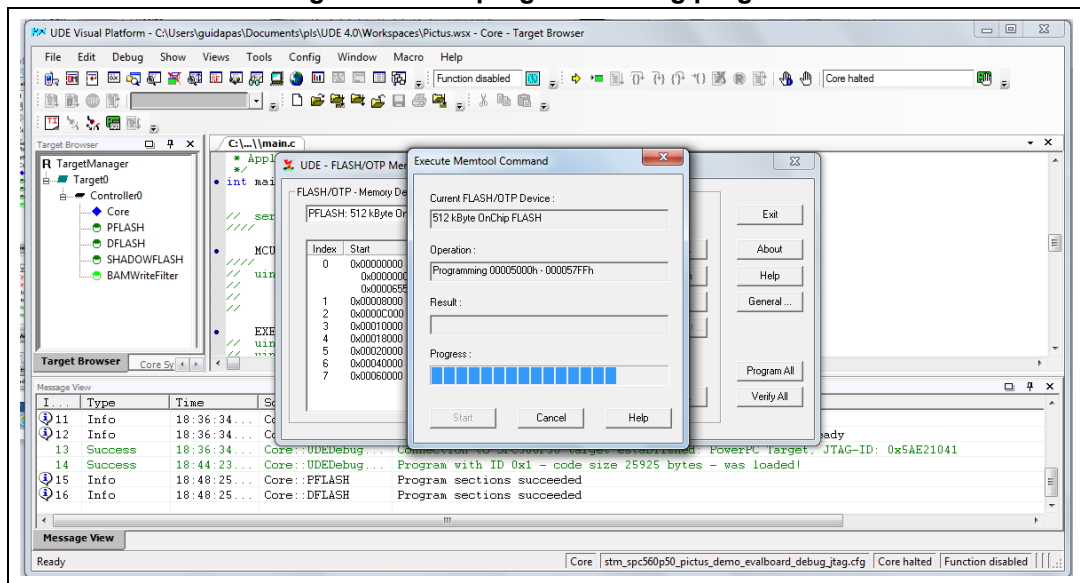 UDE Visual Platform - C:\Users\guidapas\Documents\pls\UDE 4.0\Workspaces\Pictus.wsx - Core - Target Browser
File Edit Debug Show Views Tools Config Window Macro Help
Function disabled Core halted
Target Browser
C:\...\\main.c
TargetManager
Target0
Controller0
Core
PFLASH
DFLASH
SHADOWFLASH
BAMWriteFilter
Target Browser Core Sy
* Appl
*/
int mai
// ser
////
MCU
////
// uin
//
//
//
EXE
// uin
UDE - FLASH/OTP Mem
FLASH/OTP - Memory De
PFLASH: 512 kByte On
Index Start
0 0x00000000
0x0000000
0x0000655
1 0x00008000
2 0x0000C000
3 0x00010000
4 0x00018000
5 0x00020000
6 0x00040000
7 0x00060000
Exit
About
Help
General ...
Program All
Verify All
Execute Memtool Command
Current FLASH/OTP Device :
512 kByte OnChip FLASH
Operation :
Programming 00005000h - 000057FFh
Result :
Progress :
Start Cancel Help
Message View
I... Type Time
11 Info 18:36:34...
12 Info 18:36:34... eady
13 Success 18:36:34... Core::UDEDebug... Connection to SPC560P50 target established: PowerPC Target, JTAG-ID: 0x5AE21041
14 Success 18:44:23... Core::UDEDebug... Program with ID 0x1 - code size 25925 bytes - was loaded!
15 Info 18:48:25... Core::PFLASH Program sections succeeded
16 Info 18:48:25... Core::DFLASH Program sections succeeded
Message View
Ready Core stm_spc560p50_pictus_demo_evalboard_debug_jtag.cfg Core halted Function disabled